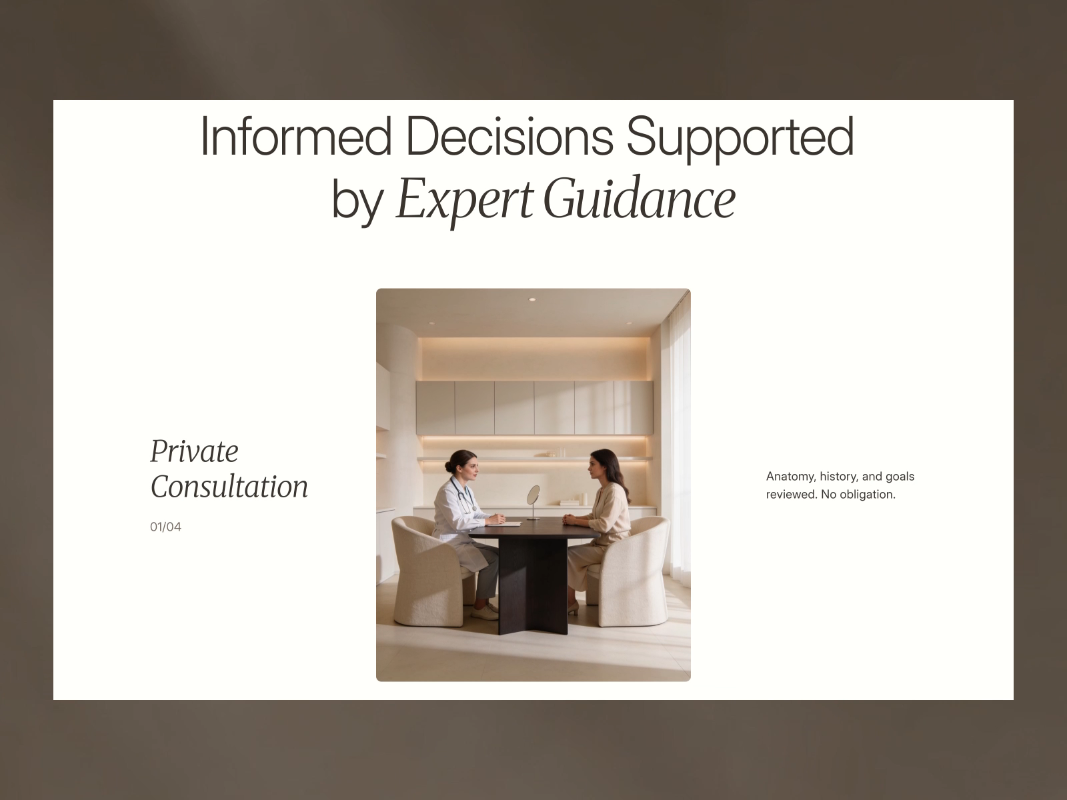 Informed Decisions Supported
by Expert Guidance
Private
Consultation
01/04
Anatomy, history, and goals
reviewed. No obligation.